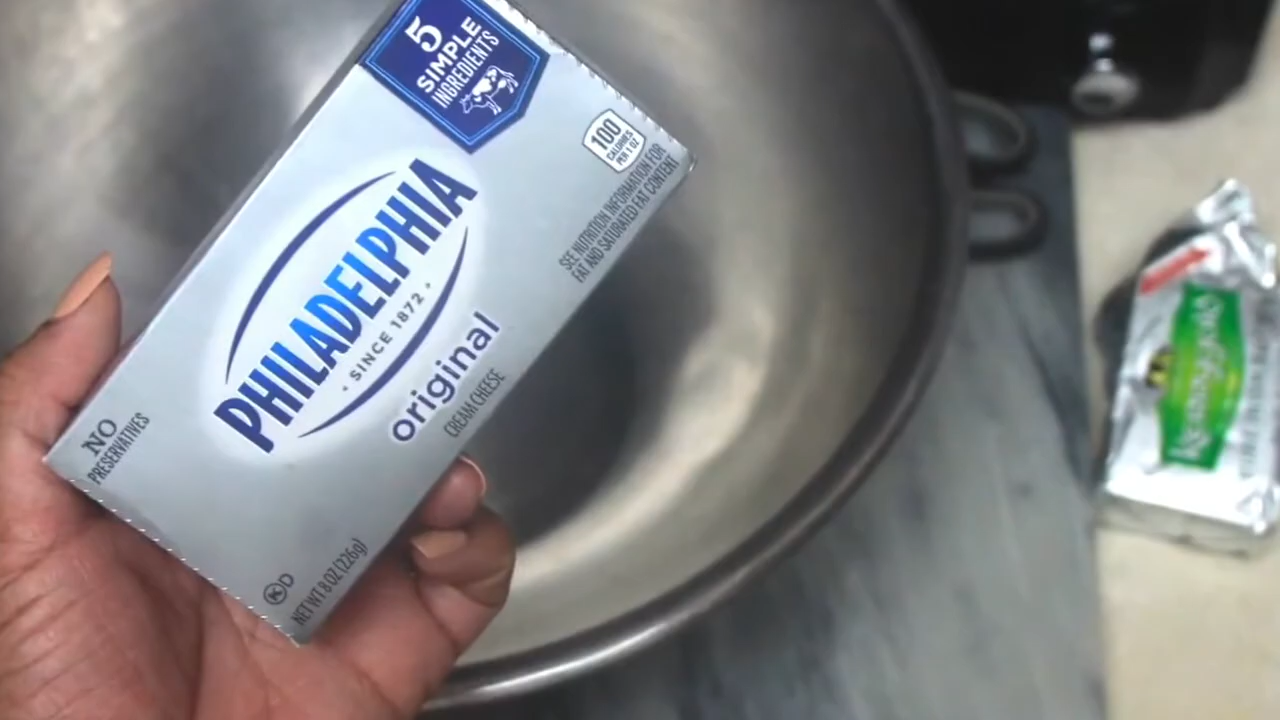 5
SIMPLE
INGREDIENTS
100
CALORIES
PER 1 OZ
SEE NUTRITION INFORMATION FOR
FAT AND SATURATED FAT CONTENT
PHILADELPHIA
• SINCE 1872 •
original
CREAM CHEESE
NO
PRESERVATIVES
K D
NET WT 8 OZ (226g)
Kerrygold